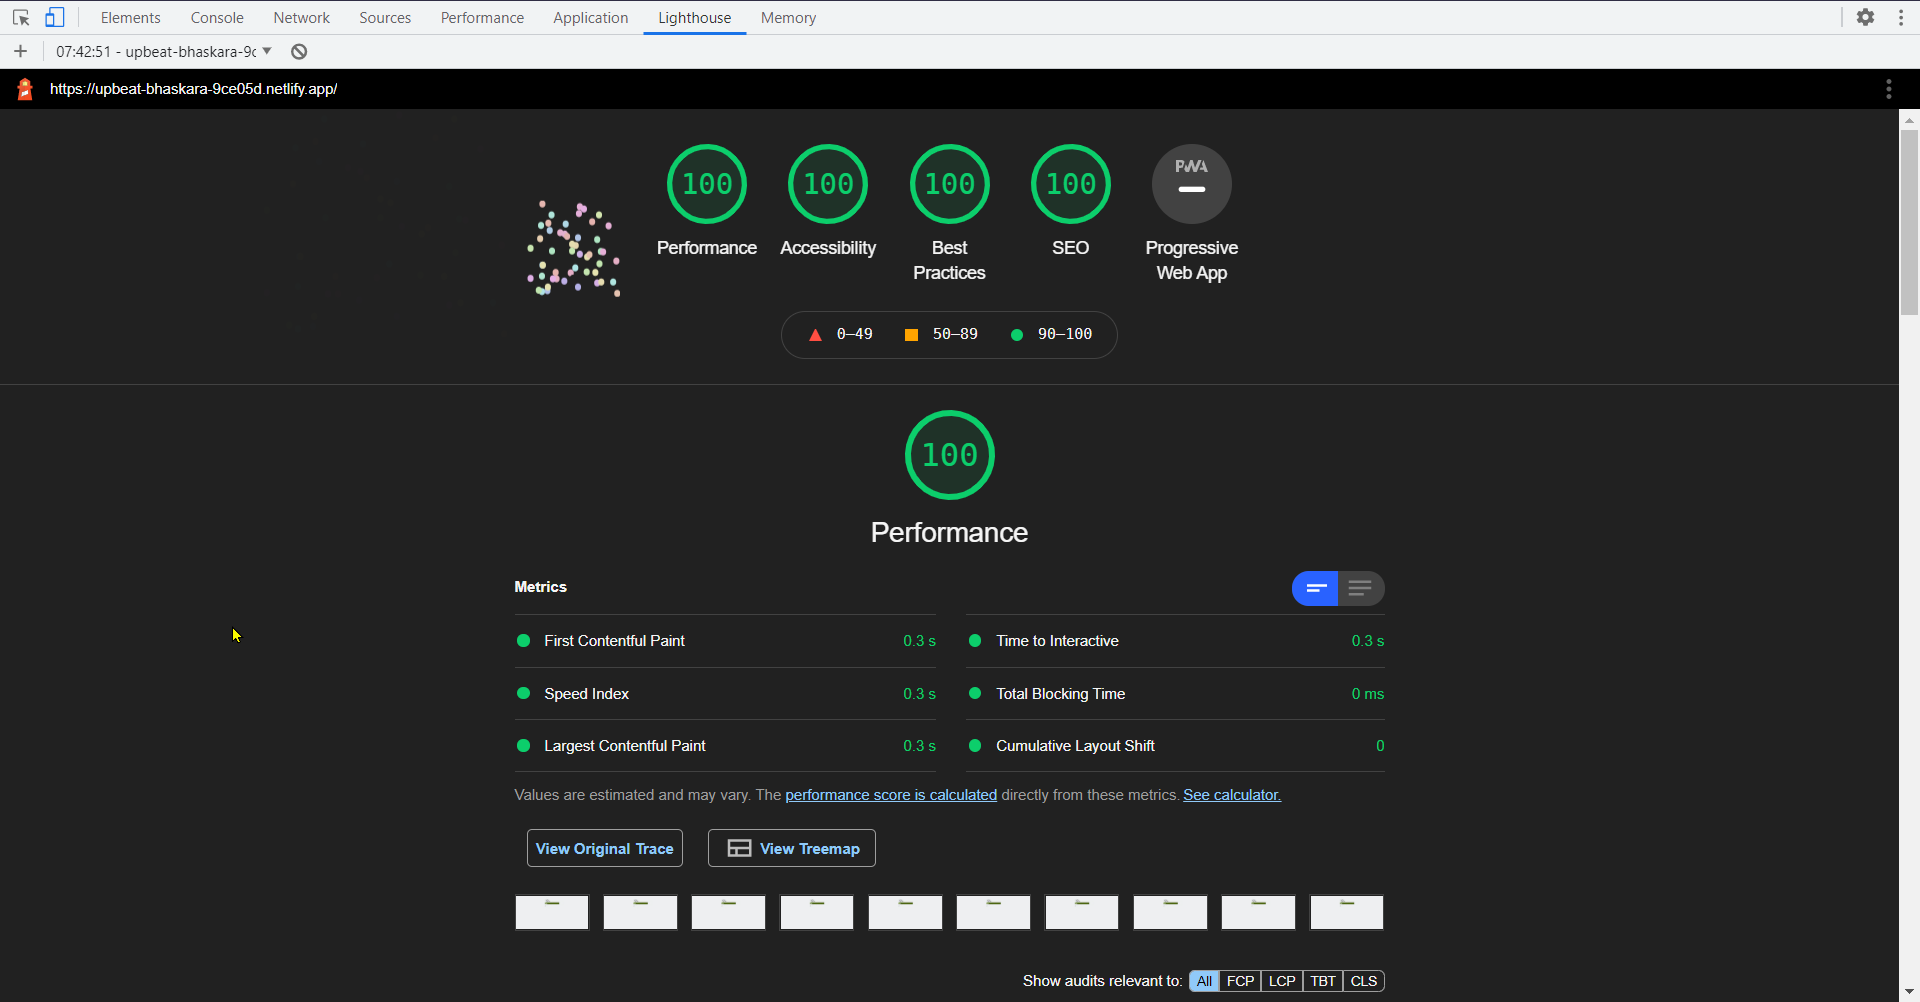 Elements Console Network Sources Performance Application Lighthouse Memory
07:42:51 - upbeat-bhaskara-9c
https://upbeat-bhaskara-9ce05d.netlify.app/
100 100 100 100 PWA
Performance Accessibility Best Practices SEO Progressive Web App
0–49 50–89 90–100
100
Performance
Metrics
First Contentful Paint 0.3 s Time to Interactive 0.3 s
Speed Index 0.3 s Total Blocking Time 0 ms
Largest Contentful Paint 0.3 s Cumulative Layout Shift 0
Values are estimated and may vary. The performance score is calculated directly from these metrics. See calculator.
View Original Trace View Treemap
Show audits relevant to: All FCP LCP TBT CLS